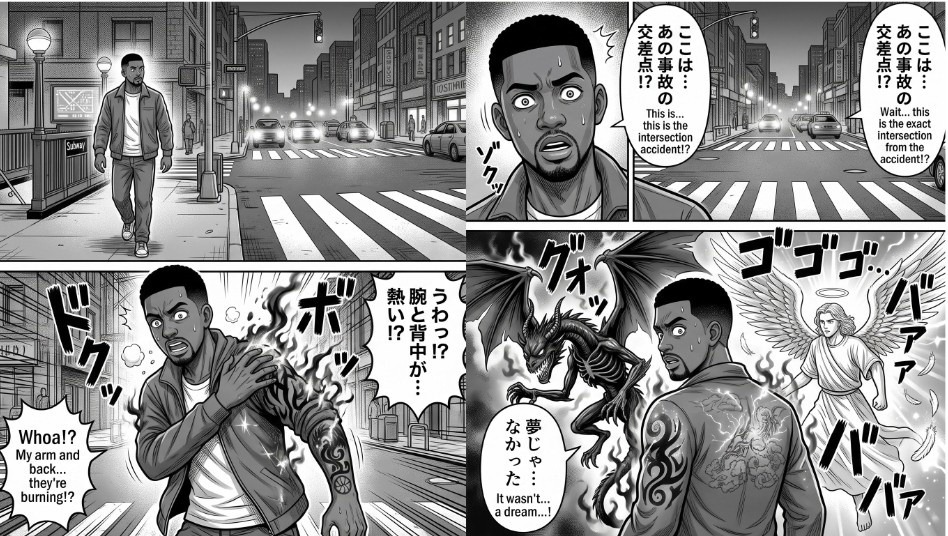 Subway
ゾクッ
ここは…
あの事故の
交差点!?
This is...
this is the
intersection
accident!?
ここは…
あの事故の
交差点!?
Wait... this
is the exact
intersection
from the
accident!?
ドクッ
ボッ
うわっ!?
腕と背中が…
熱い!?
Whoa!?
My arm and
back...
they're
burning!?
グォッ
ゴゴゴ…
バァァ
ババァ
夢じゃ…
なかった
It wasn't...
a dream...!